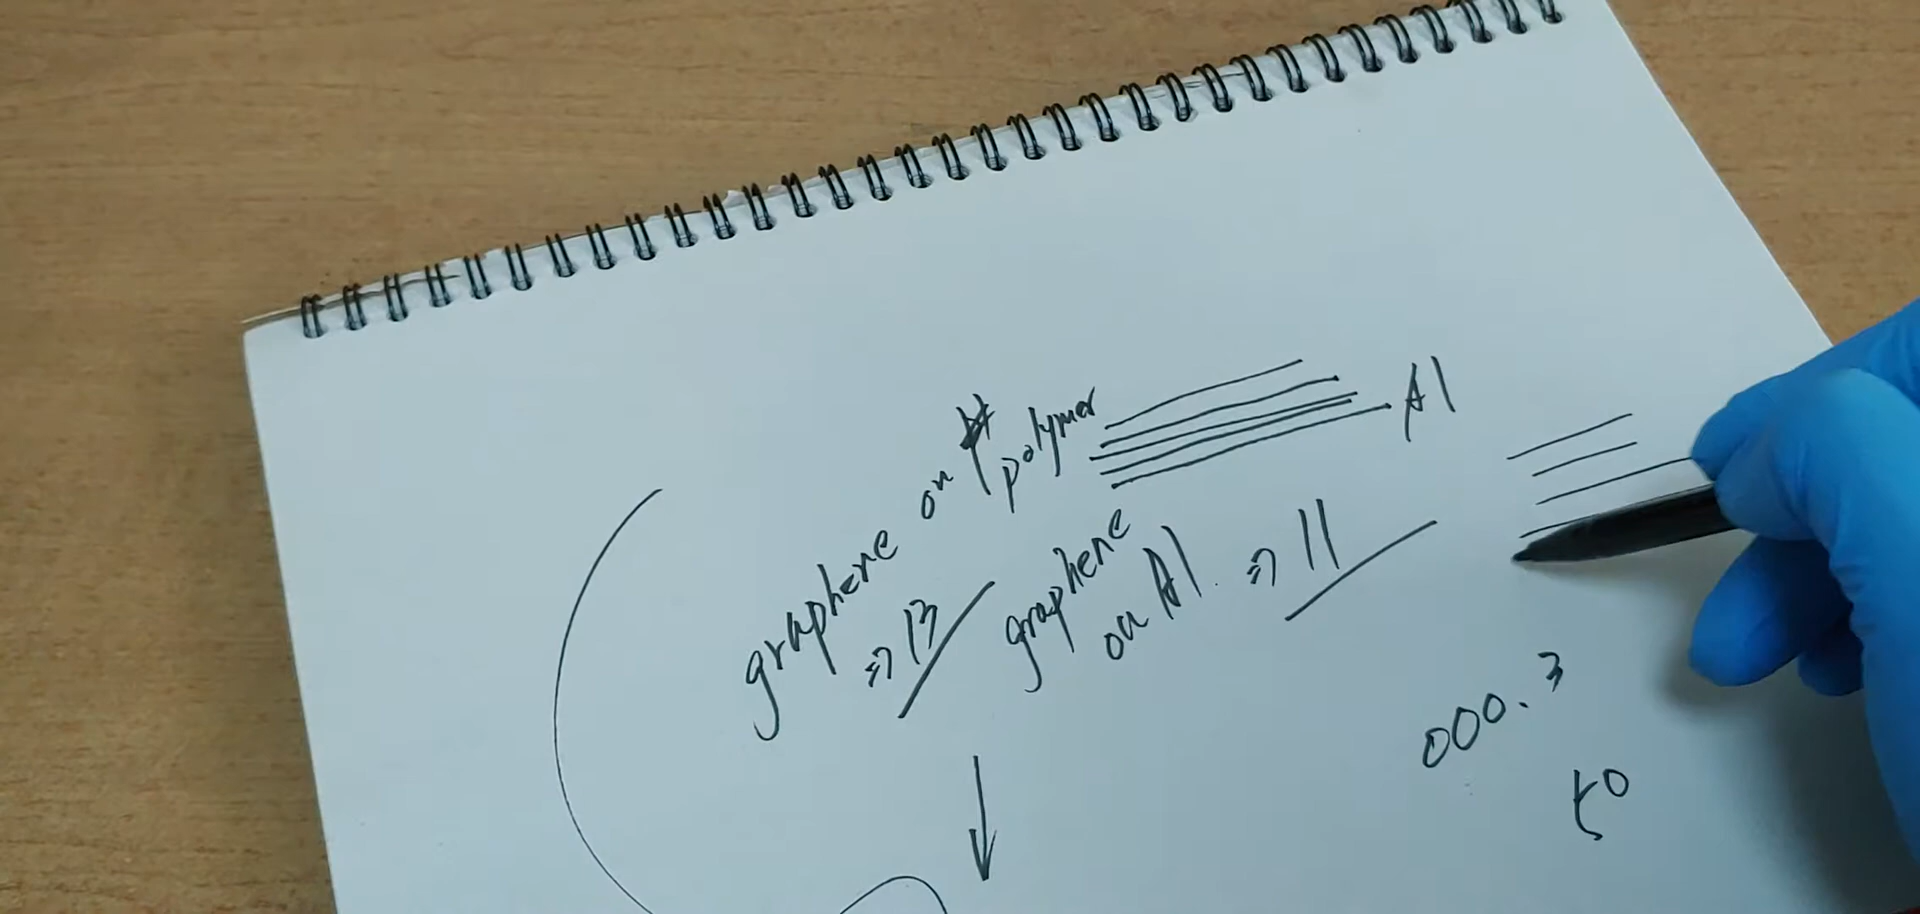 graphene on polymer
⇒ 13
Al
graphene
on Al. ⇒ 11
000.3
50